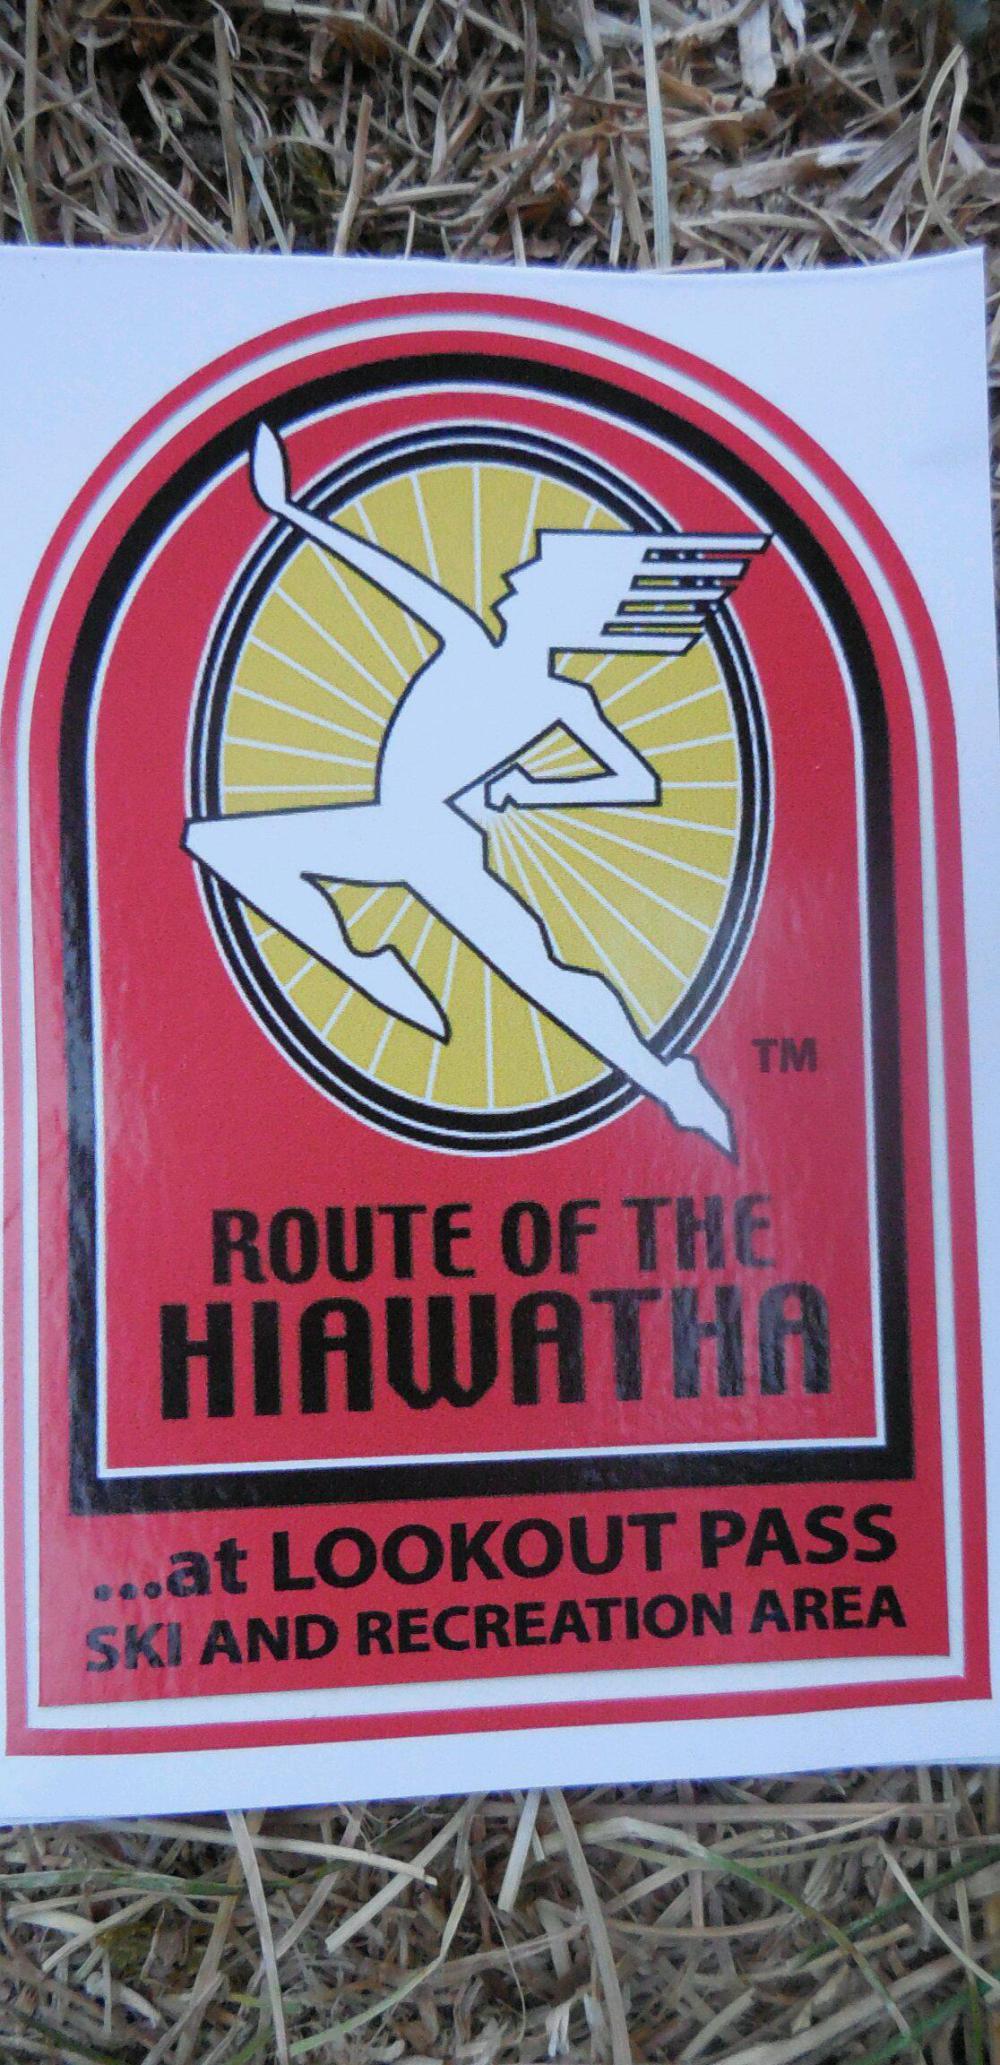 TM
ROUTE OF THE
HIAWATHA
...at LOOKOUT PASS
SKI AND RECREATION AREA